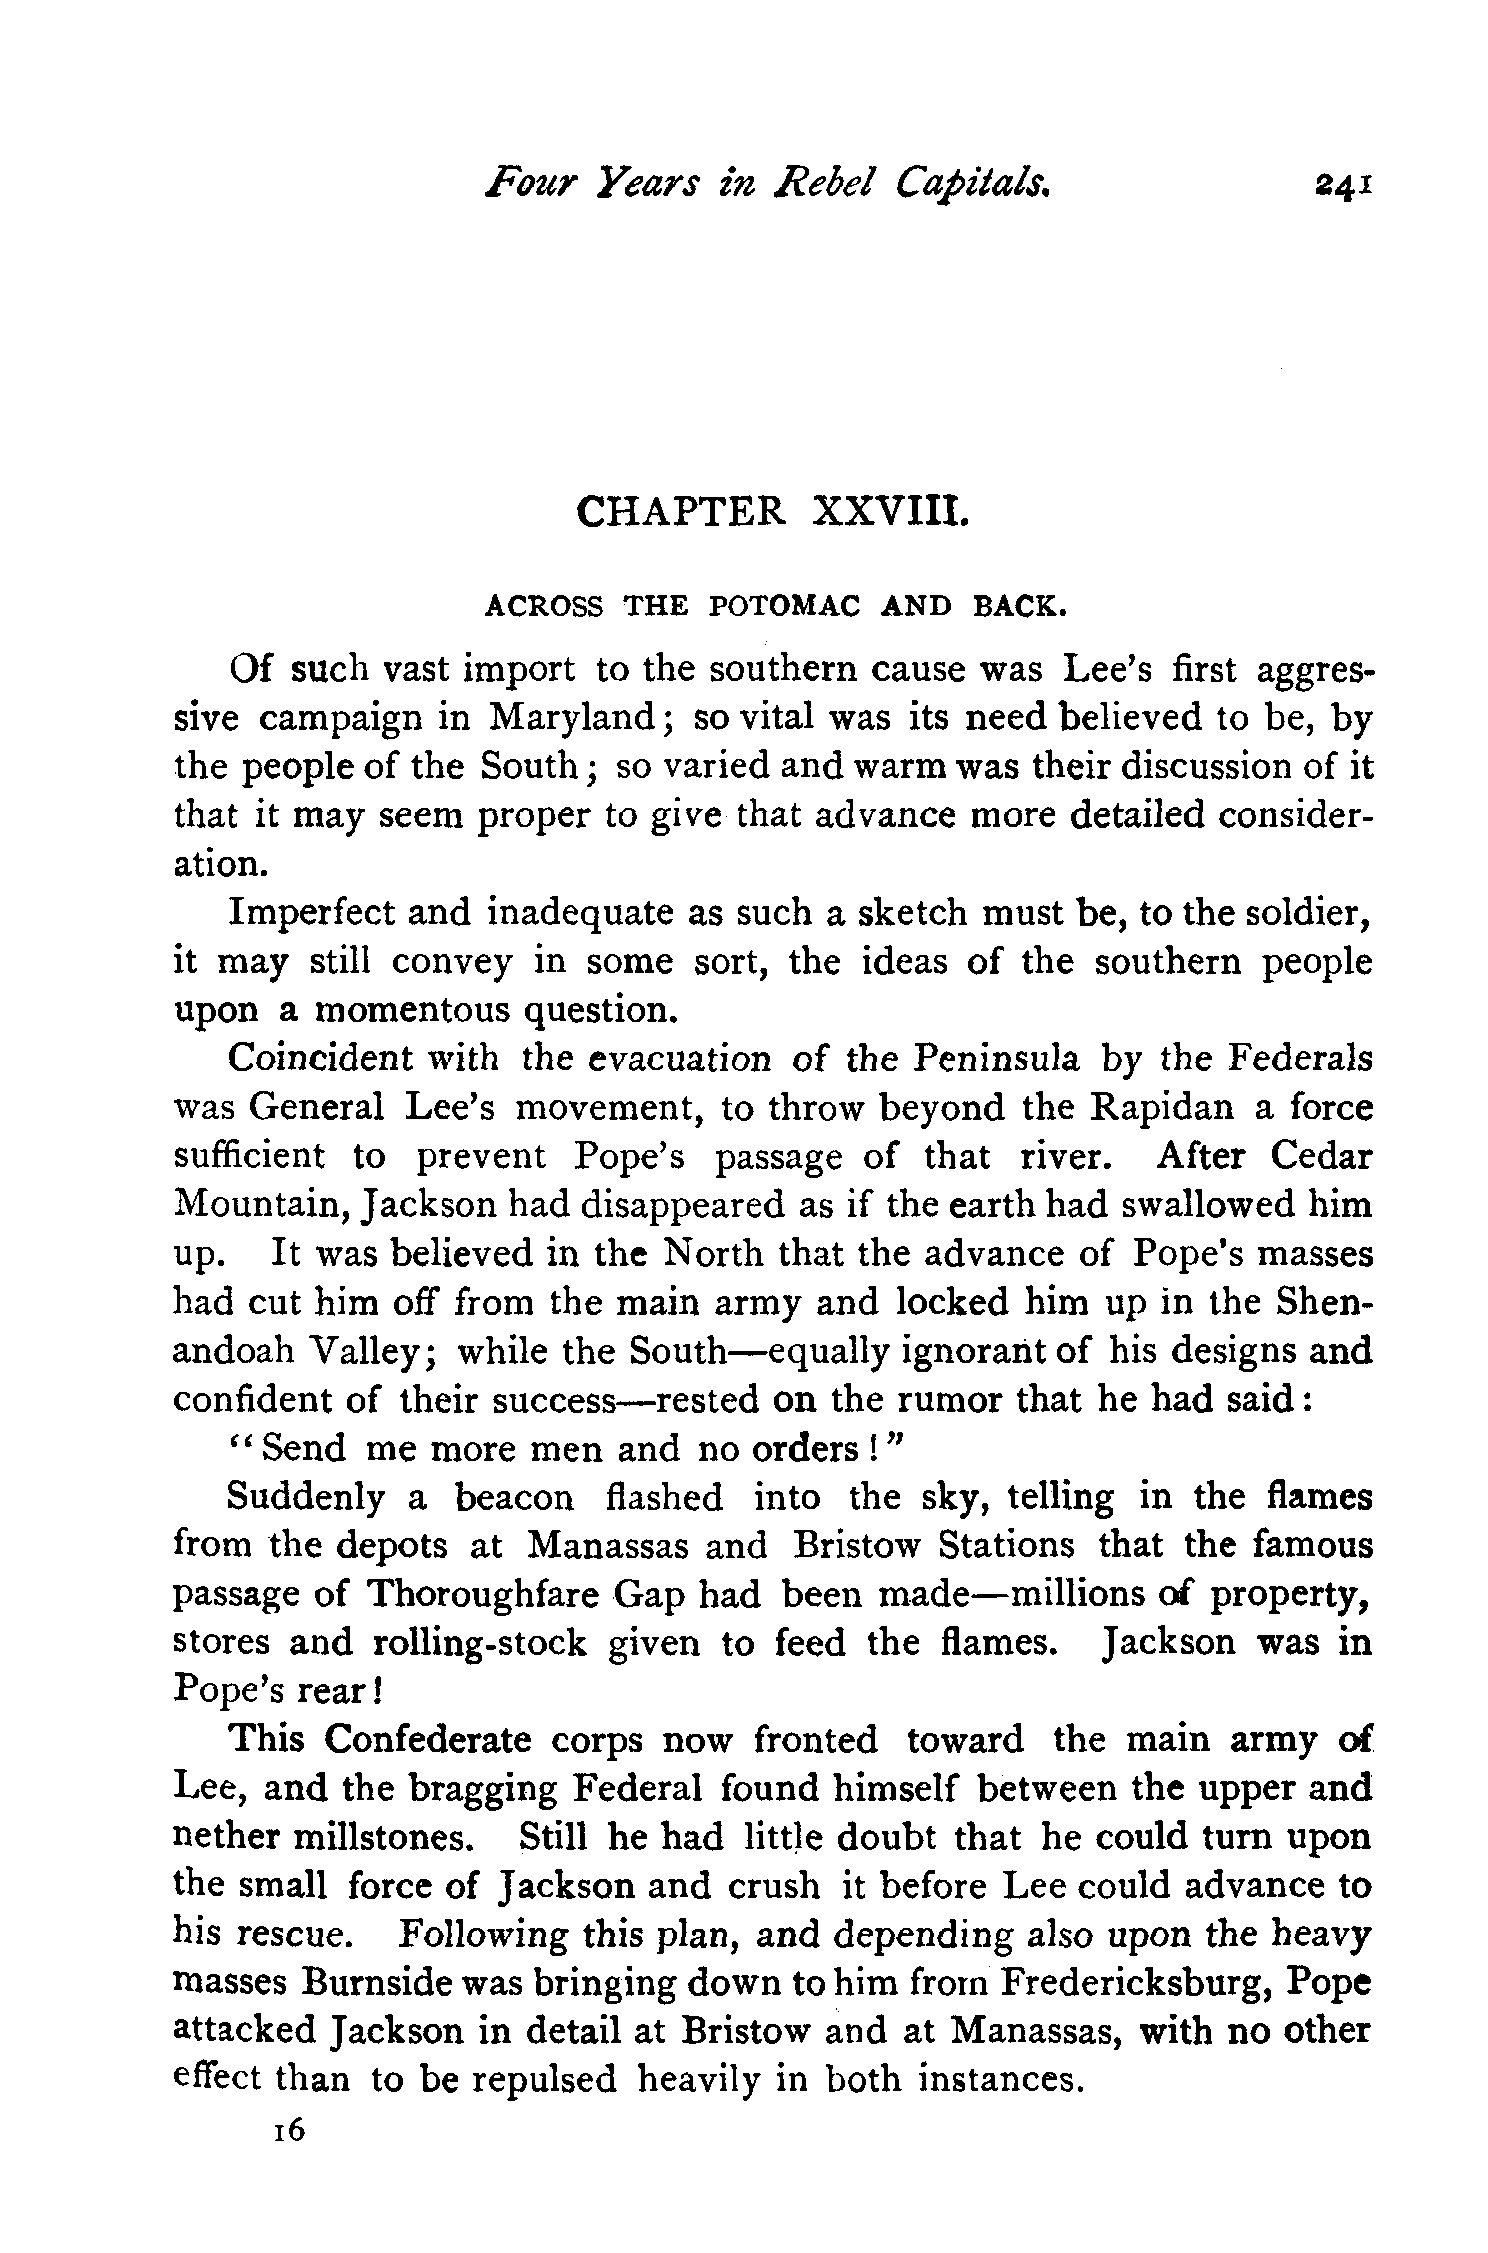 Four Years in Rebel Capitals. 241
CHAPTER XXVIII.
ACROSS THE POTOMAC AND BACK.
Of such vast import to the southern cause was Lee's first aggres-
sive campaign in Maryland; so vital was its need believed to be, by
the people of the South; so varied and warm was their discussion of it
that it may seem proper to give that advance more detailed consider-
ation.
Imperfect and inadequate as such a sketch must be, to the soldier,
it may still convey in some sort, the ideas of the southern people
upon a momentous question.
Coincident with the evacuation of the Peninsula by the Federals
was General Lee's movement, to throw beyond the Rapidan a force
sufficient to prevent Pope's passage of that river. After Cedar
Mountain, Jackson had disappeared as if the earth had swallowed him
up. It was believed in the North that the advance of Pope's masses
had cut him off from the main army and locked him up in the Shen-
andoah Valley; while the South—equally ignorant of his designs and
confident of their success—rested on the rumor that he had said:
"Send me more men and no orders!"
Suddenly a beacon flashed into the sky, telling in the flames
from the depots at Manassas and Bristow Stations that the famous
passage of Thoroughfare Gap had been made—millions of property,
stores and rolling-stock given to feed the flames. Jackson was in
Pope's rear!
This Confederate corps now fronted toward the main army of
Lee, and the bragging Federal found himself between the upper and
nether millstones. Still he had little doubt that he could turn upon
the small force of Jackson and crush it before Lee could advance to
his rescue. Following this plan, and depending also upon the heavy
masses Burnside was bringing down to him from Fredericksburg, Pope
attacked Jackson in detail at Bristow and at Manassas, with no other
effect than to be repulsed heavily in both instances.
16